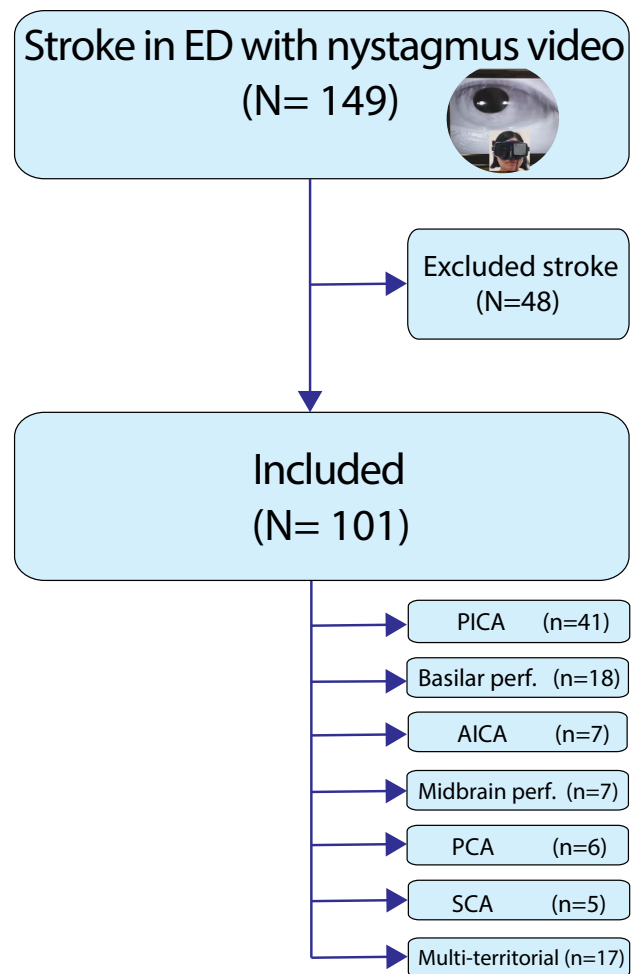 Stroke in ED with nystagmus video
(N= 149)
Excluded stroke
(N=48)
Included
(N= 101)
PICA (n=41)
Basilar perf. (n=18)
AICA (n=7)
Midbrain perf. (n=7)
PCA (n=6)
SCA (n=5)
Multi-territorial (n=17)